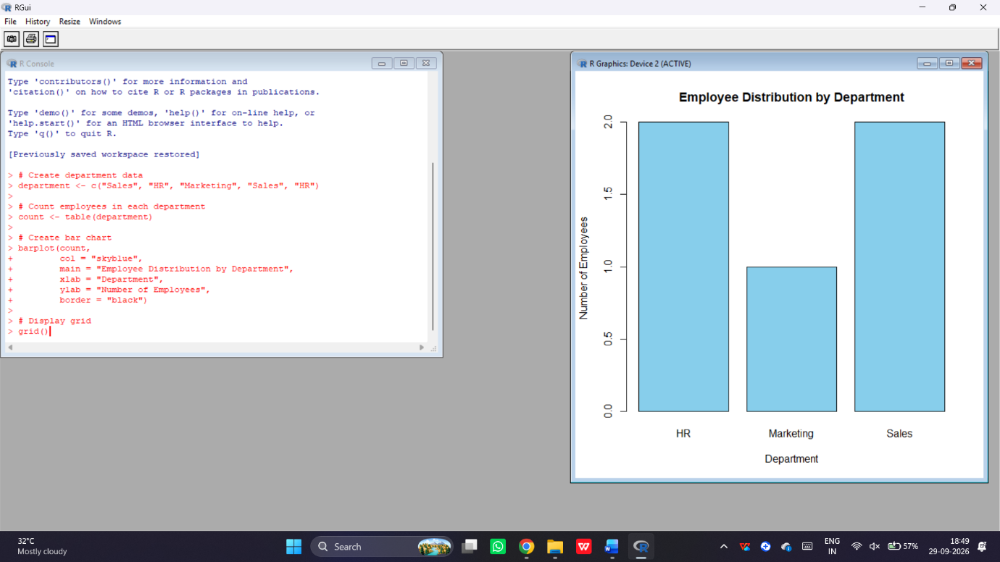 RGui
File History Resize Windows
R Console
Type 'contributors()' for more information and
'citation()' on how to cite R or R packages in publications.
Type 'demo()' for some demos, 'help()' for on-line help, or
'help.start()' for an HTML browser interface to help.
Type 'q()' to quit R.
[Previously saved workspace restored]
> # Create department data
> department <- c("Sales", "HR", "Marketing", "Sales", "HR")
>
> # Count employees in each department
> count <- table(department)
>
> # Create bar chart
> barplot(count,
+         col = "skyblue",
+         main = "Employee Distribution by Department",
+         xlab = "Department",
+         ylab = "Number of Employees",
+         border = "black")
>
> # Display grid
> grid()
R Graphics: Device 2 (ACTIVE)
Employee Distribution by Department
Number of Employees
2.0
1.5
1.0
0.5
0.0
HR Marketing Sales
Department
32°C
Mostly cloudy
Search
ENG
IN
57%
18:49
29-09-2026